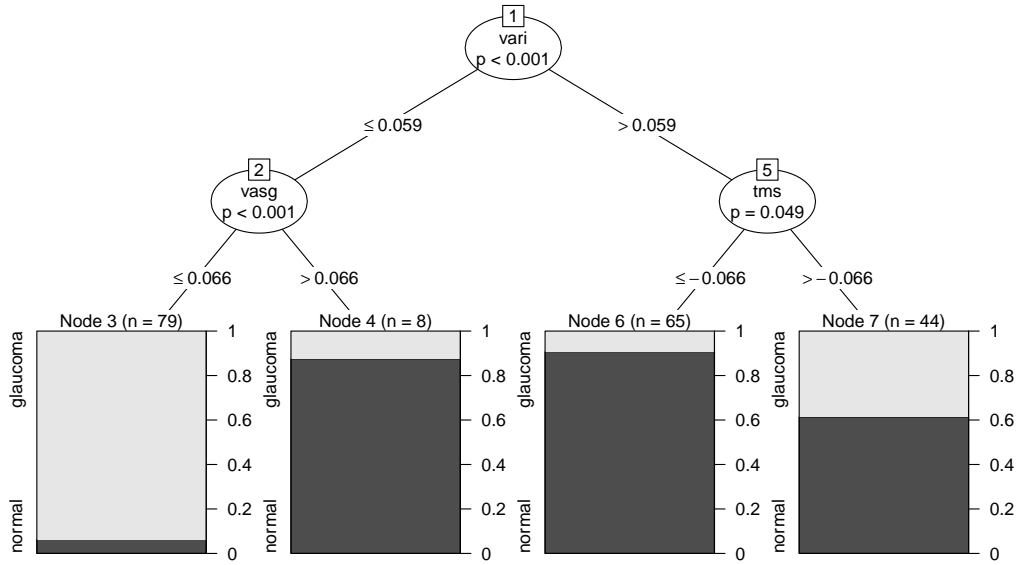 1
vari
p < 0.001
≤ 0.059
> 0.059
2
vasg
p < 0.001
5
tms
p = 0.049
≤ 0.066
> 0.066
≤ −0.066
> −0.066
Node 3 (n = 79)
normal
glaucoma
1
0.8
0.6
0.4
0.2
0
Node 4 (n = 8)
normal
glaucoma
1
0.8
0.6
0.4
0.2
0
Node 6 (n = 65)
normal
glaucoma
1
0.8
0.6
0.4
0.2
0
Node 7 (n = 44)
normal
glaucoma
1
0.8
0.6
0.4
0.2
0